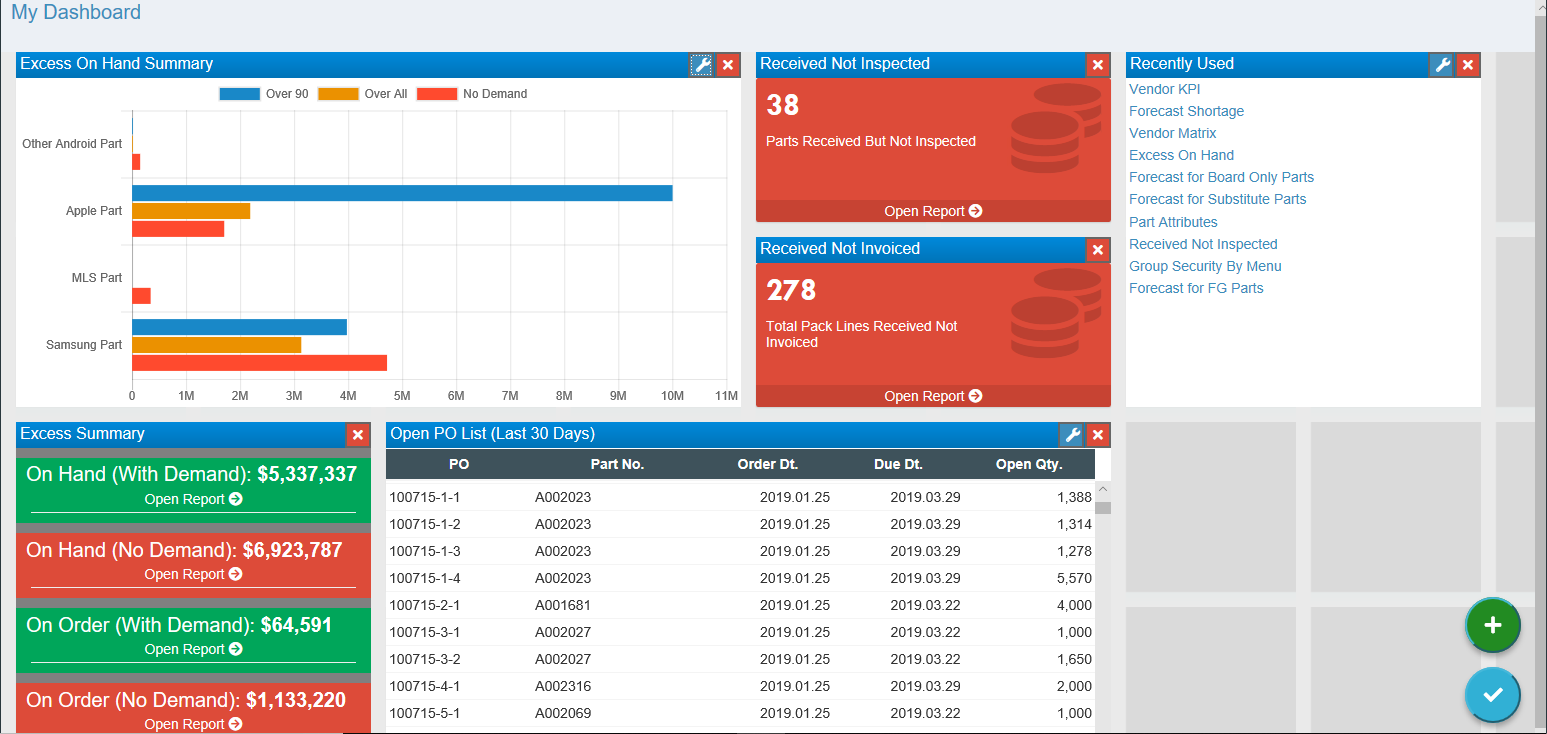 My Dashboard
Excess On Hand Summary
Over 90 Over All No Demand
Other Android Part
Apple Part
MLS Part
Samsung Part
0 1M 2M 3M 4M 5M 6M 7M 8M 9M 10M 11M
Received Not Inspected
38
Parts Received But Not Inspected
Open Report
Received Not Invoiced
278
Total Pack Lines Received Not
Invoiced
Open Report
Recently Used
Vendor KPI
Forecast Shortage
Vendor Matrix
Excess On Hand
Forecast for Board Only Parts
Forecast for Substitute Parts
Part Attributes
Received Not Inspected
Group Security By Menu
Forecast for FG Parts
Excess Summary
On Hand (With Demand): $5,337,337
Open Report
On Hand (No Demand): $6,923,787
Open Report
On Order (With Demand): $64,591
Open Report
On Order (No Demand): $1,133,220
Open Report
Open PO List (Last 30 Days)
PO Part No. Order Dt. Due Dt. Open Qty.
100715-1-1 A002023 2019.01.25 2019.03.29 1,388
100715-1-2 A002023 2019.01.25 2019.03.29 1,314
100715-1-3 A002023 2019.01.25 2019.03.29 1,278
100715-1-4 A002023 2019.01.25 2019.03.29 5,570
100715-2-1 A001681 2019.01.25 2019.03.22 4,000
100715-3-1 A002027 2019.01.25 2019.03.22 1,000
100715-3-2 A002027 2019.01.25 2019.03.22 1,650
100715-4-1 A002316 2019.01.25 2019.03.29 2,000
100715-5-1 A002069 2019.01.25 2019.03.22 1,000